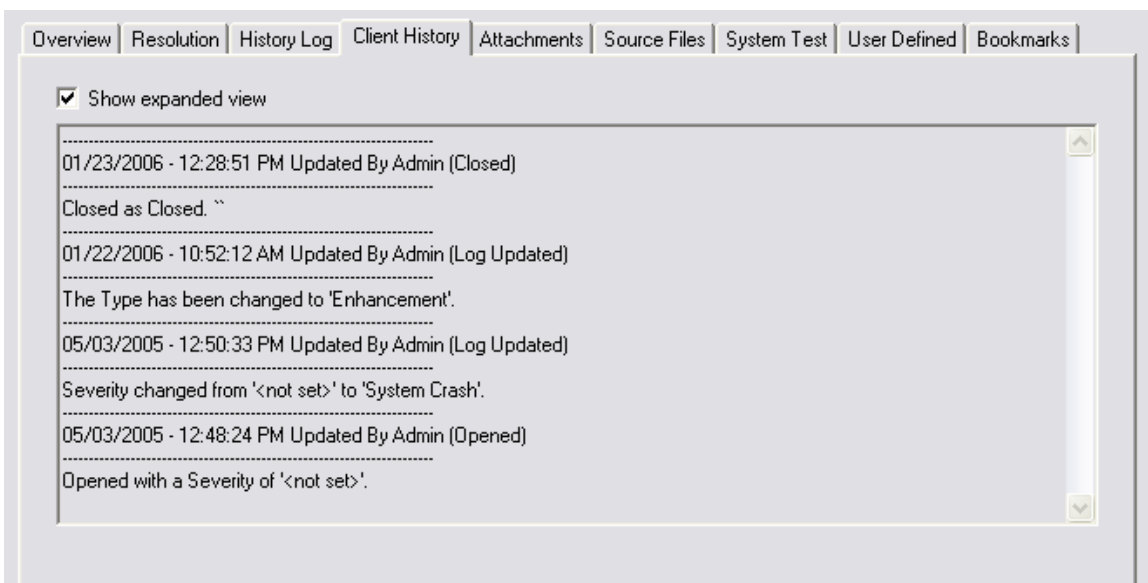 Overview Resolution History Log Client History Attachments Source Files System Test User Defined Bookmarks
Show expanded view
01/23/2006 - 12:28:51 PM Updated By Admin (Closed)
Closed as Closed. ``
01/22/2006 - 10:52:12 AM Updated By Admin (Log Updated)
The Type has been changed to 'Enhancement'.
05/03/2005 - 12:50:33 PM Updated By Admin (Log Updated)
Severity changed from '<not set>' to 'System Crash'.
05/03/2005 - 12:48:24 PM Updated By Admin (Opened)
Opened with a Severity of '<not set>'.